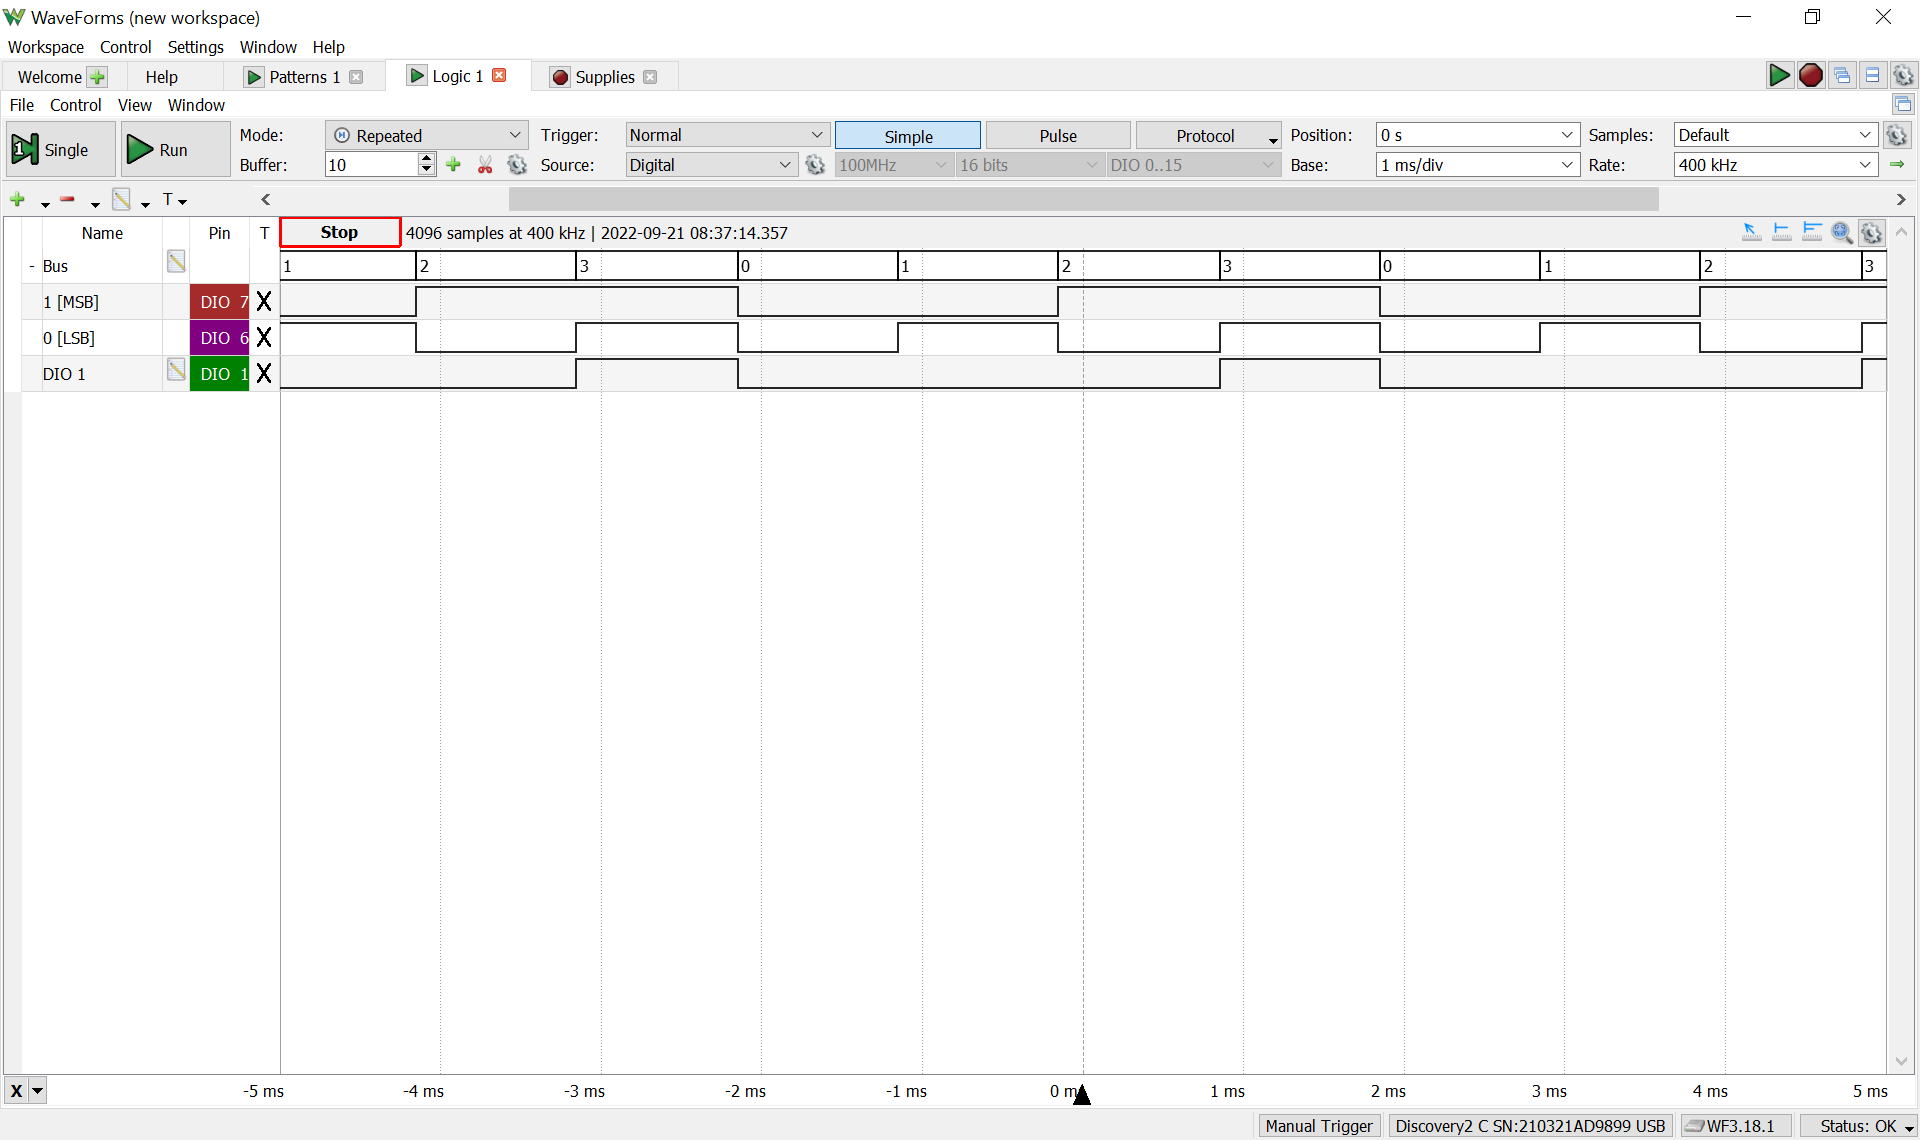 WaveForms (new workspace)
Workspace Control Settings Window Help
Welcome Help Patterns 1 Logic 1 Supplies
File Control View Window
Single Run Mode: Repeated Trigger: Normal Simple Pulse Protocol Position: 0 s Samples: Default
Buffer: 10 Source: Digital 100MHz 16 bits DIO 0..15 Base: 1 ms/div Rate: 400 kHz
T
Name Pin T Stop 4096 samples at 400 kHz | 2022-09-21 08:37:14.357
- Bus 1 2 3 0 1 2 3 0 1 2 3
1 [MSB] DIO 7 X
0 [LSB] DIO 6 X
DIO 1 DIO 1 X
X -5 ms -4 ms -3 ms -2 ms -1 ms 0 m 1 ms 2 ms 3 ms 4 ms 5 ms
Manual Trigger Discovery2 C SN:210321AD9899 USB WF3.18.1 Status: OK